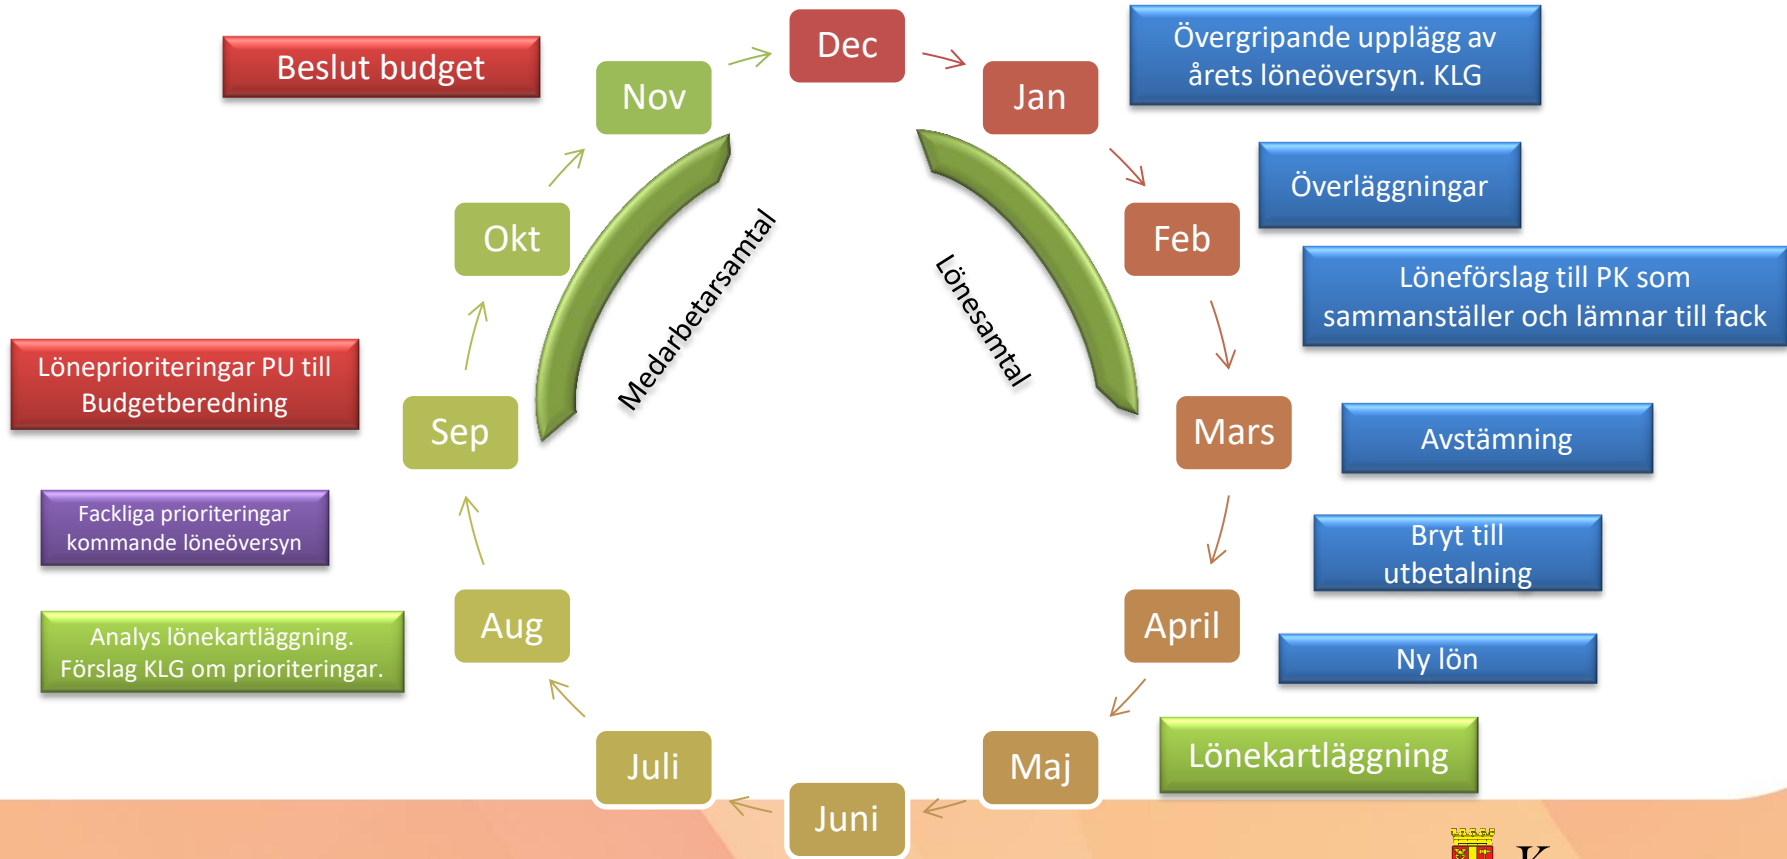 Dec
Jan
Feb
Mars
April
Maj
Juni
Juli
Aug
Sep
Okt
Nov
Övergripande upplägg av
årets löneöversyn. KLG
Överläggningar
Löneförslag till PK som
sammanställer och lämnar till fack
Avstämning
Bryt till
utbetalning
Ny lön
Lönekartläggning
Analys lönekartläggning.
Förslag KLG om prioriteringar.
Fackliga prioriteringar
kommande löneöversyn
Löneprioriteringar PU till
Budgetberedning
Beslut budget
Medarbetarsamtal
Lönesamtal